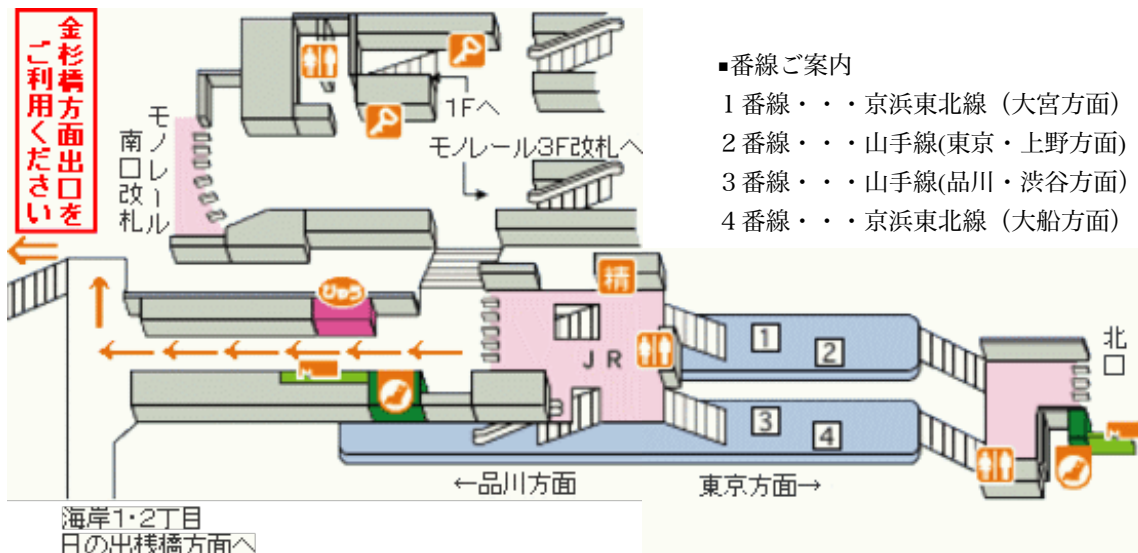 金杉橋方面出口を
ご利用ください
モノレール
南口改札
1Fへ
モノレール3F改札へ
■番線ご案内
１番線・・・京浜東北線（大宮方面）
２番線・・・山手線(東京・上野方面)
３番線・・・山手線(品川・渋谷方面）
４番線・・・京浜東北線（大船方面）
精
びゅう
ＪＲ
1
2
3
4
北口
←品川方面
東京方面→
海岸1・2丁目
日の出桟橋方面へ